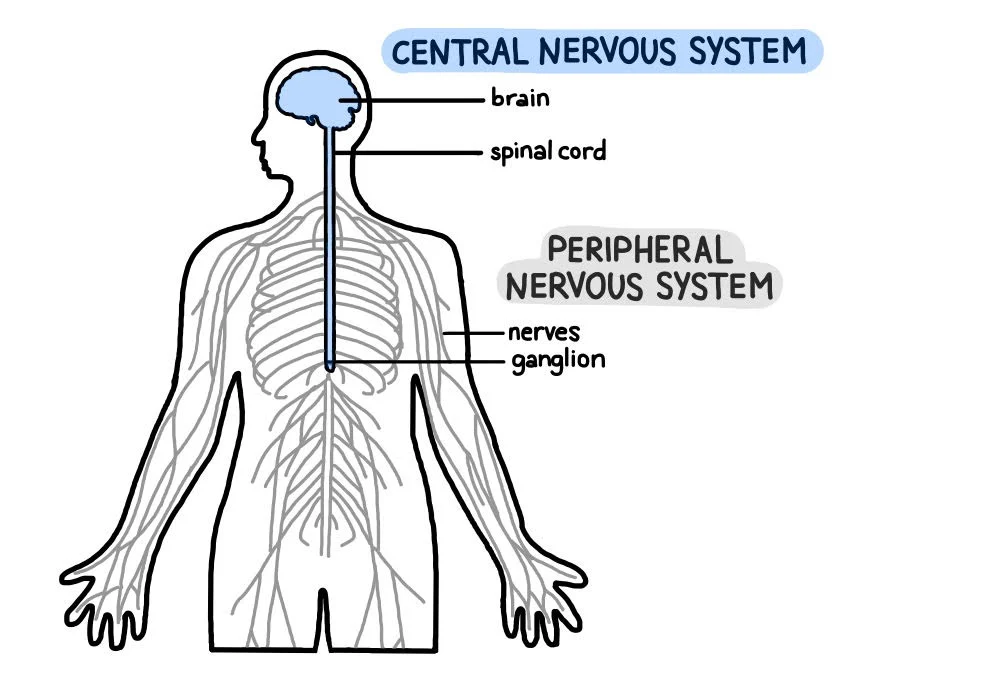 CENTRAL NERVOUS SYSTEM
brain
spinal cord
PERIPHERAL
NERVOUS SYSTEM
nerves
ganglion